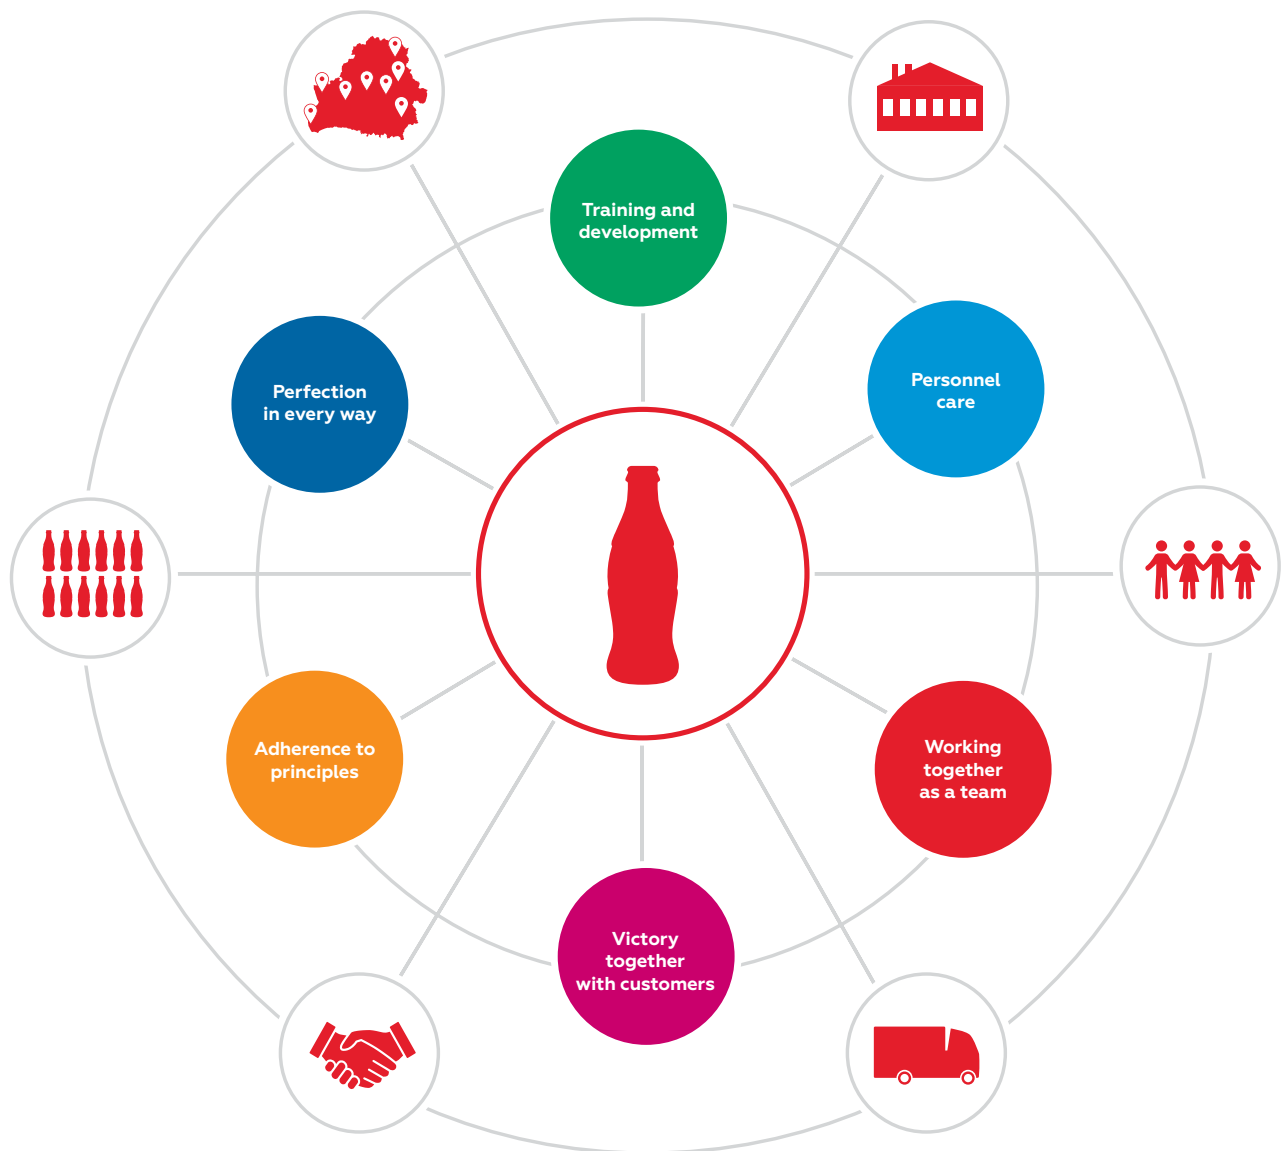 Training and
development
Perfection
in every way
Personnel
care
Adherence to
principles
Working
together
as a team
Victory
together
with customers